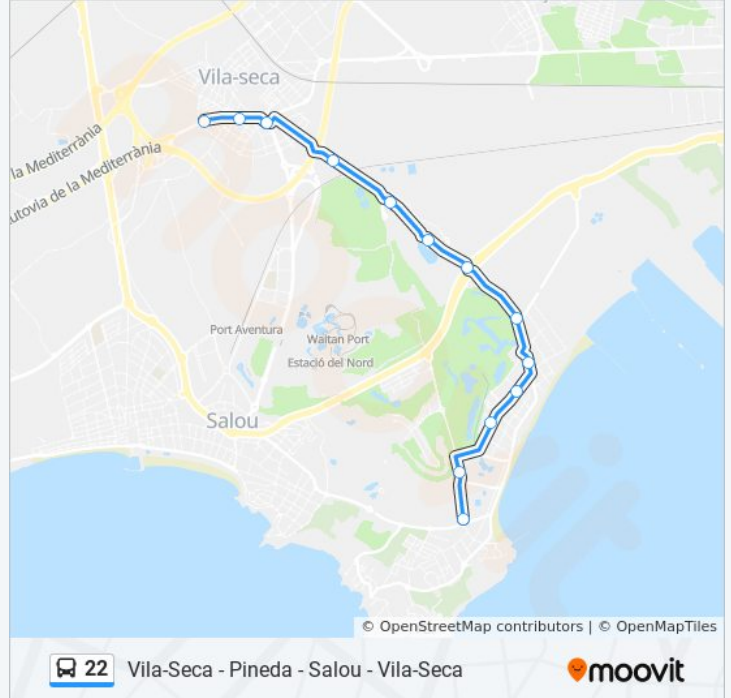 Vila-seca
la Mediterrània
utovia de la Mediterrània
Port Aventura
Waitan Port
Estació del Nord
Salou
© OpenStreetMap contributors | © OpenMapTiles
22 Vila-Seca - Pineda - Salou - Vila-Seca
moovit